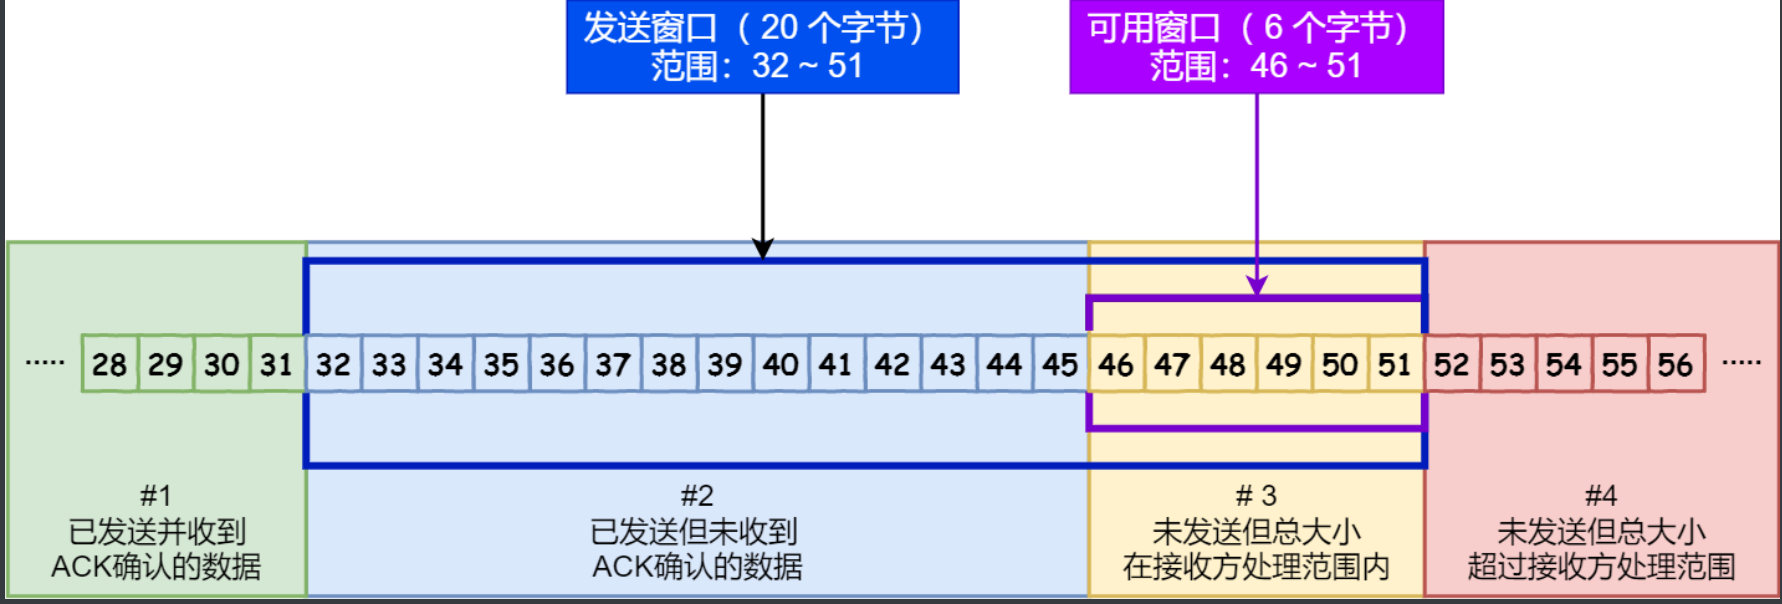 发送窗口（ 20 个字节）
范围：32 ~ 51
可用窗口（ 6 个字节）
范围：46 ~ 51
····· 28 29 30 31 32 33 34 35 36 37 38 39 40 41 42 43 44 45 46 47 48 49 50 51 52 53 54 55 56 ·····
#1
已发送并收到
ACK确认的数据
#2
已发送但未收到
ACK确认的数据
# 3
未发送但总大小
在接收方处理范围内
#4
未发送但总大小
超过接收方处理范围